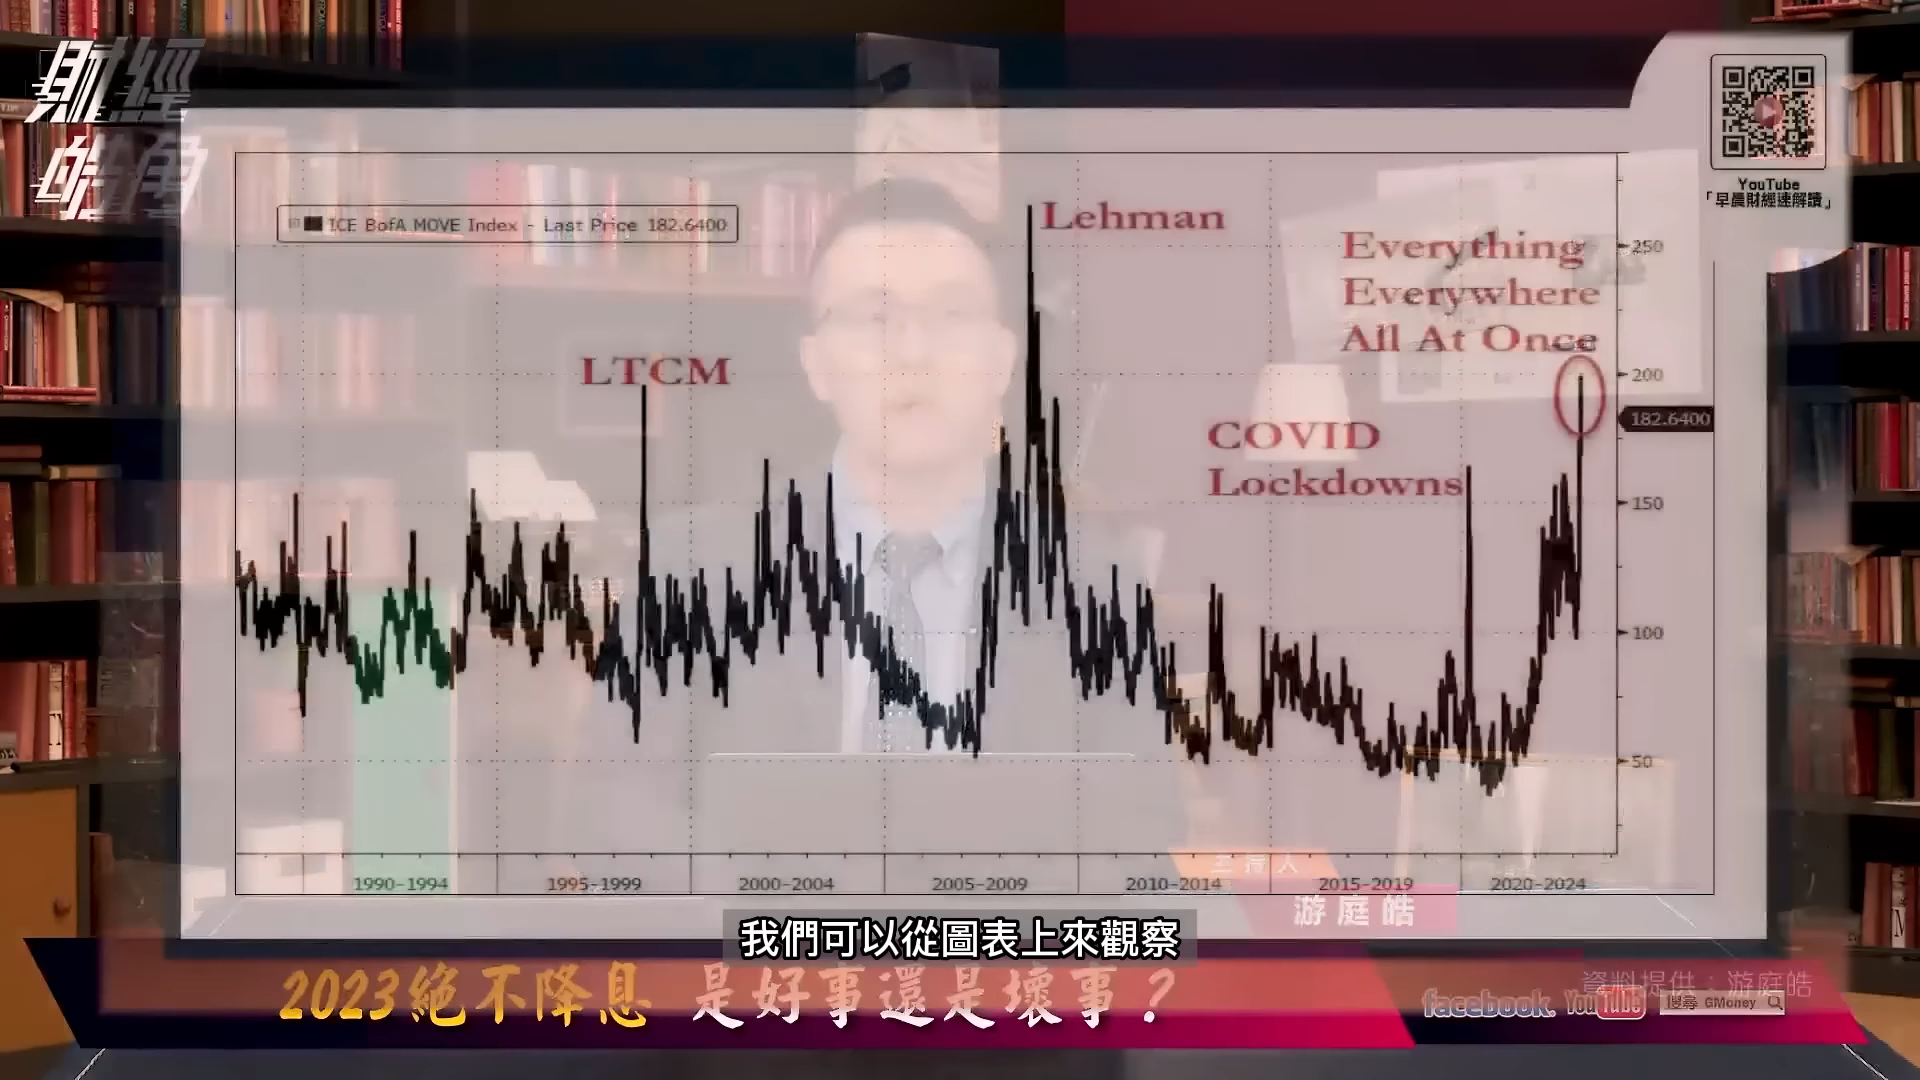 財經
皓角
YouTube
「早晨財經速解讀」
ICE BofA MOVE Index - Last Price 182.6400
Lehman
Everything
Everywhere
All At Once
LTCM
COVID
Lockdowns
250
200
182.6400
150
100
50
1990-1994 1995-1999 2000-2004 2005-2009 2010-2014 2015-2019 2020-2024
主持人
游庭皓
我們可以從圖表上來觀察
2023絕不降息 是好事還是壞事？
資料提供：游庭皓
facebook. YouTube 搜尋 GMoney